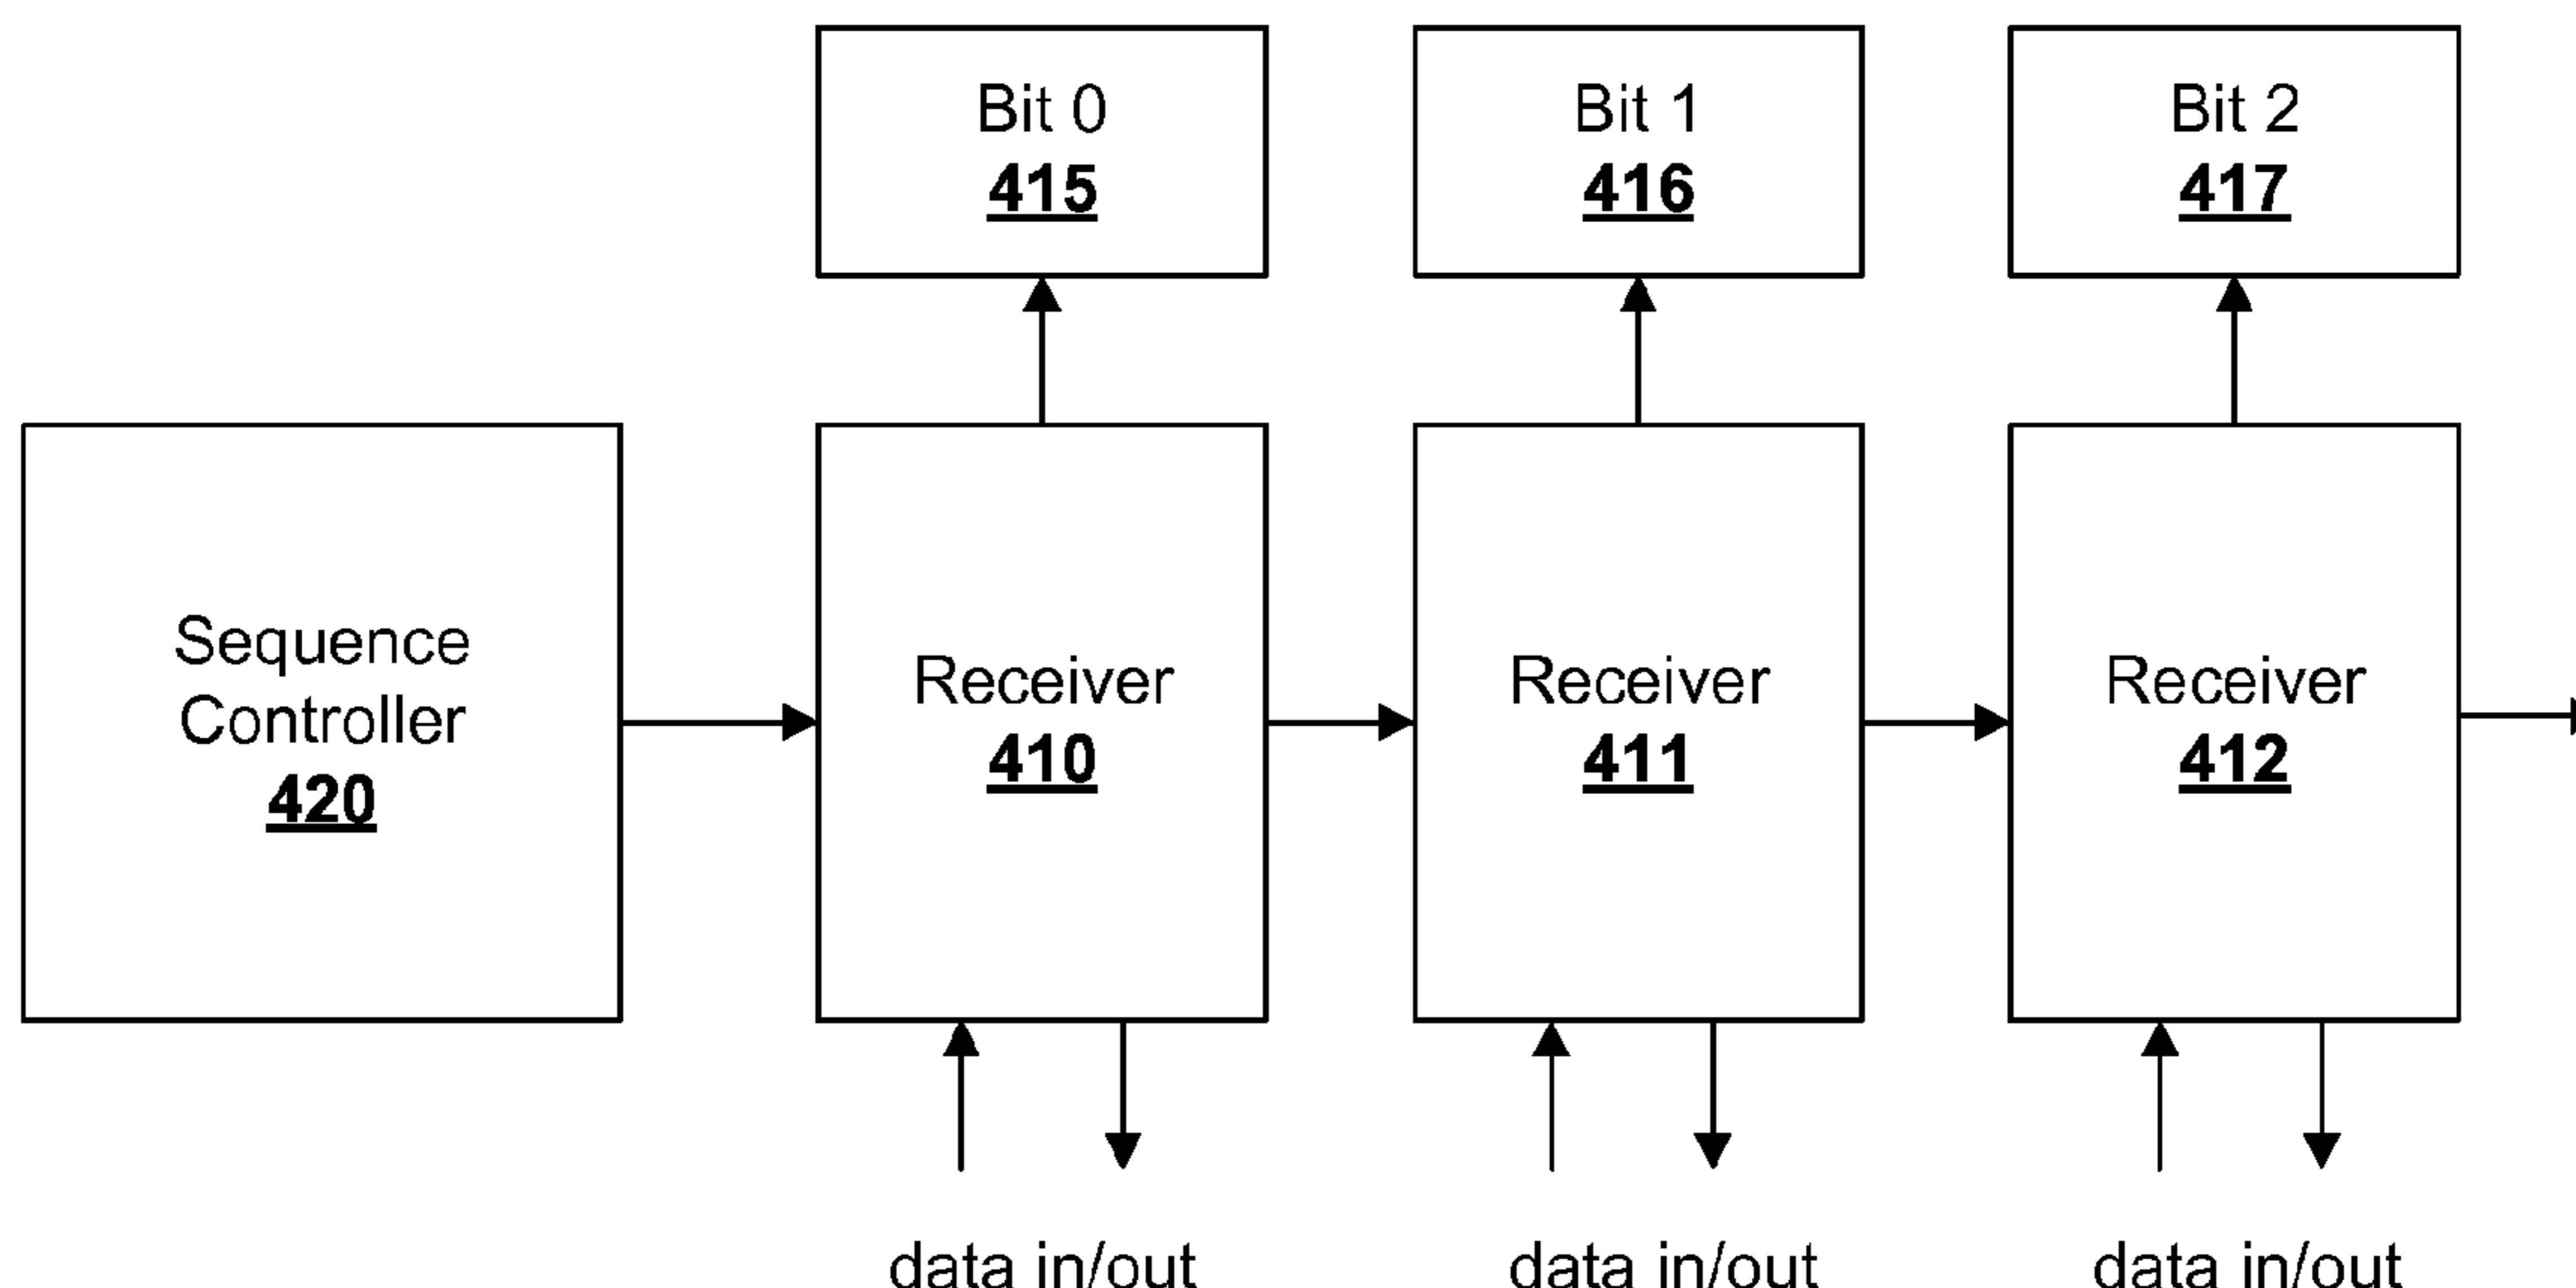 Bit 0
415
Bit 1
416
Bit 2
417
Sequence
Controller
420
Receiver
410
Receiver
411
Receiver
412
data in/out
data in/out
data in/out